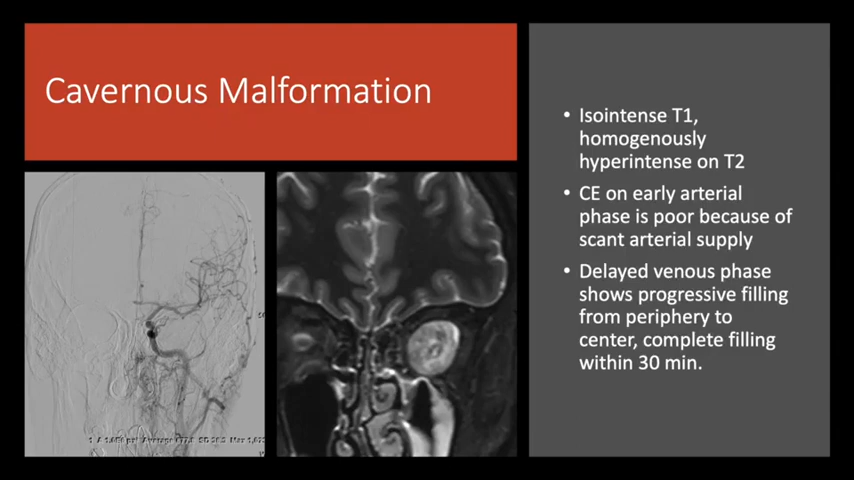 Cavernous Malformation
• Isointense T1,
homogenously
hyperintense on T2
• CE on early arterial
phase is poor because of
scant arterial supply
• Delayed venous phase
shows progressive filling
from periphery to
center, complete filling
within 30 min.